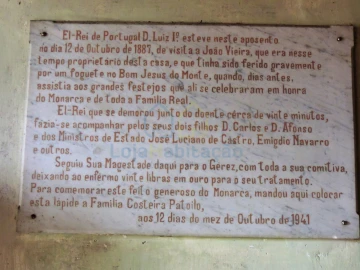 El-Rei de Portugal D. Luiz Iº. esteve neste aposento
no dia 12 de Outubro de 1887, de visita a João Vieira, que era nesse
tempo proprietário desta casa, e que tinha sido ferido gravemente
por um foguete no Bom Jesus do Monte, quando, dias antes,
assistia aos grandes festejos que ali se celebraram em honra
do Monarca e de toda a Família Real.
El-Rei que se demorou junto do doente cêrca de vinte minutos,
fazia-se acompanhar pelos seus dois filhos D. Carlos e D. Afonso
e dos Ministros de Estado José Luciano de Castro, Emigdio Navarro
e outros.
Seguiu Sua Magestade daqui para o Gerez, com toda a sua comitiva,
deixando ao enfermo vinte libras em ouro para o seu tratamento.
Para comemorar este feito generoso do Monarca, mandou aqui colocar
esta lápide a Família Costeira
nos 12 dias do mez de Outubro de 1941